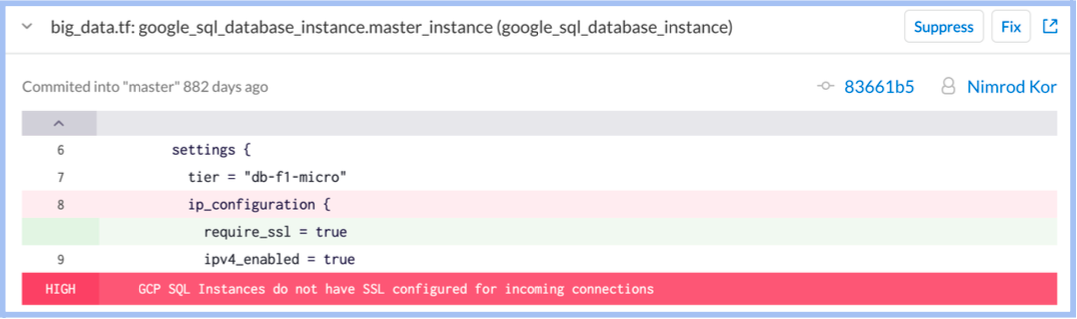 big_data.tf: google_sql_database_instance.master_instance (google_sql_database_instance)
Suppress
Fix
Commited into "master" 882 days ago
83661b5
Nimrod Kor
6 settings {
7 tier = "db-f1-micro"
8 ip_configuration {
require_ssl = true
9 ipv4_enabled = true
HIGH GCP SQL Instances do not have SSL configured for incoming connections